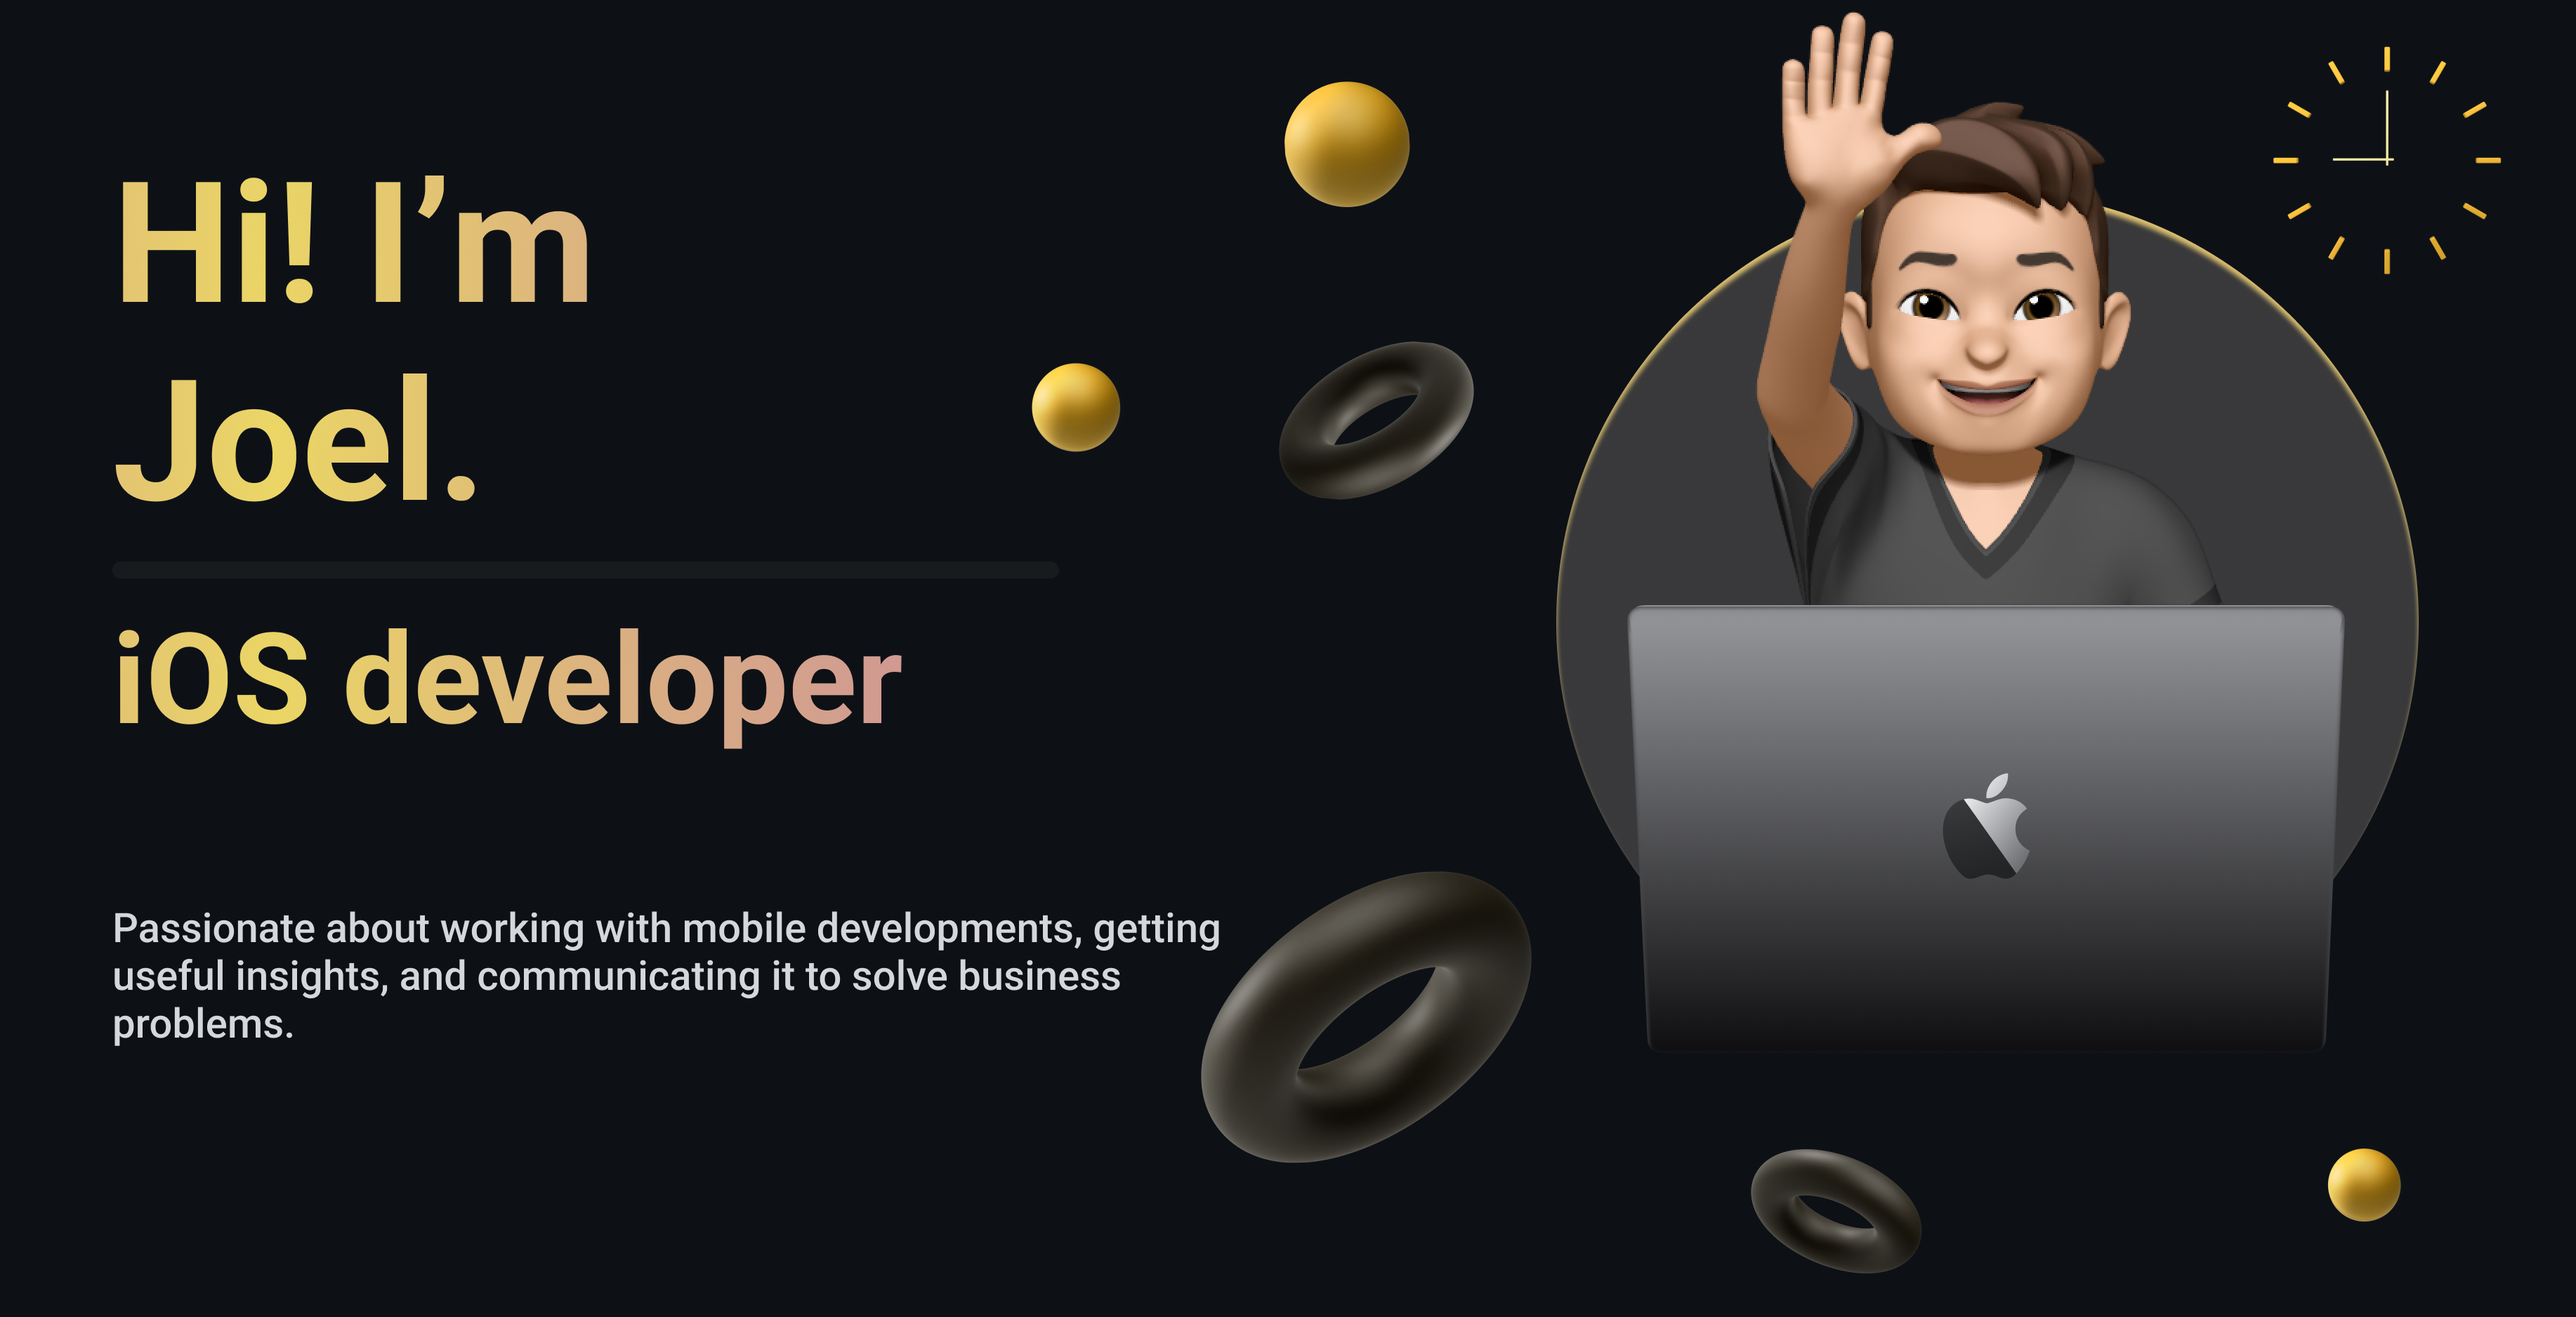 Hi! I’m
Joel.
iOS developer
Passionate about working with mobile developments, getting
useful insights, and communicating it to solve business
problems.